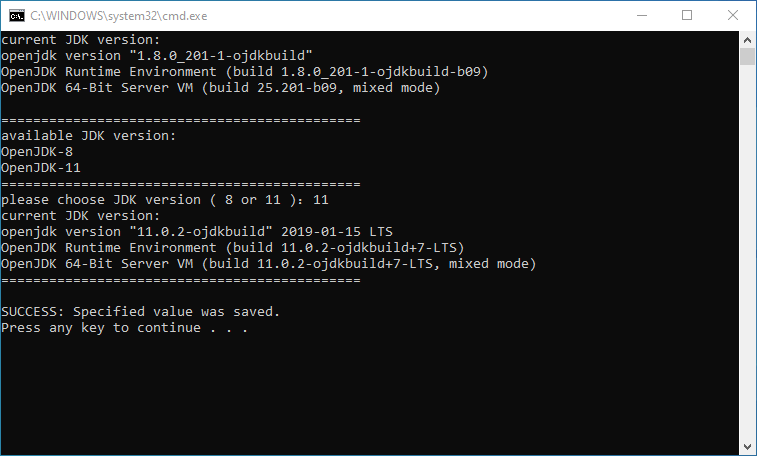 C:\WINDOWS\system32\cmd.exe
current JDK version:
openjdk version "1.8.0_201-1-ojdkbuild"
OpenJDK Runtime Environment (build 1.8.0_201-1-ojdkbuild-b09)
OpenJDK 64-Bit Server VM (build 25.201-b09, mixed mode)
=============================================
available JDK version:
OpenJDK-8
OpenJDK-11
=============================================
please choose JDK version ( 8 or 11 ): 11
current JDK version:
openjdk version "11.0.2-ojdkbuild" 2019-01-15 LTS
OpenJDK Runtime Environment (build 11.0.2-ojdkbuild+7-LTS)
OpenJDK 64-Bit Server VM (build 11.0.2-ojdkbuild+7-LTS, mixed mode)
=============================================
SUCCESS: Specified value was saved.
Press any key to continue . . .